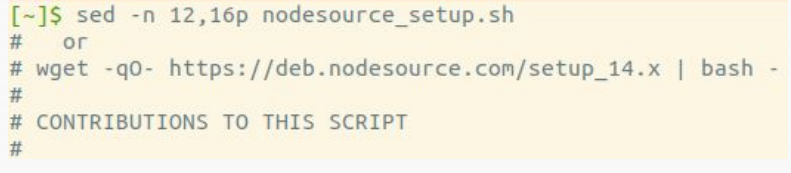 [~]$ sed -n 12,16p nodesource_setup.sh
#   or
# wget -qO- https://deb.nodesource.com/setup_14.x | bash -
#
# CONTRIBUTIONS TO THIS SCRIPT
#